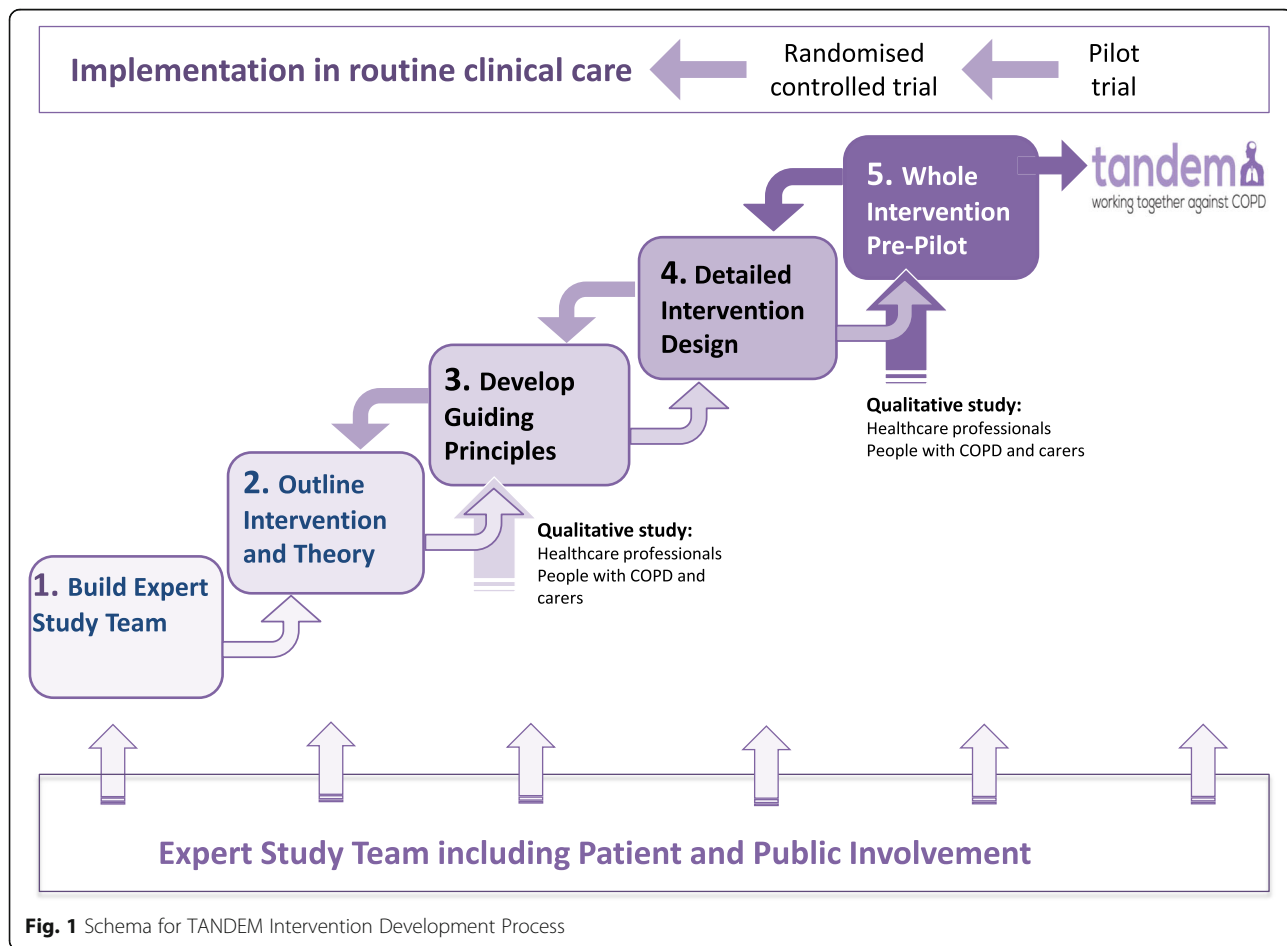 Implementation in routine clinical care
Randomised
controlled trial
Pilot
trial
5. Whole
Intervention
Pre-Pilot
tandem
working together against COPD
4. Detailed
Intervention
Design
3. Develop
Guiding
Principles
Qualitative study:
Healthcare professionals
People with COPD and carers
2. Outline
Intervention
and Theory
Qualitative study:
Healthcare professionals
People with COPD and
carers
1. Build Expert
Study Team
Expert Study Team including Patient and Public Involvement
Fig. 1 Schema for TANDEM Intervention Development Process